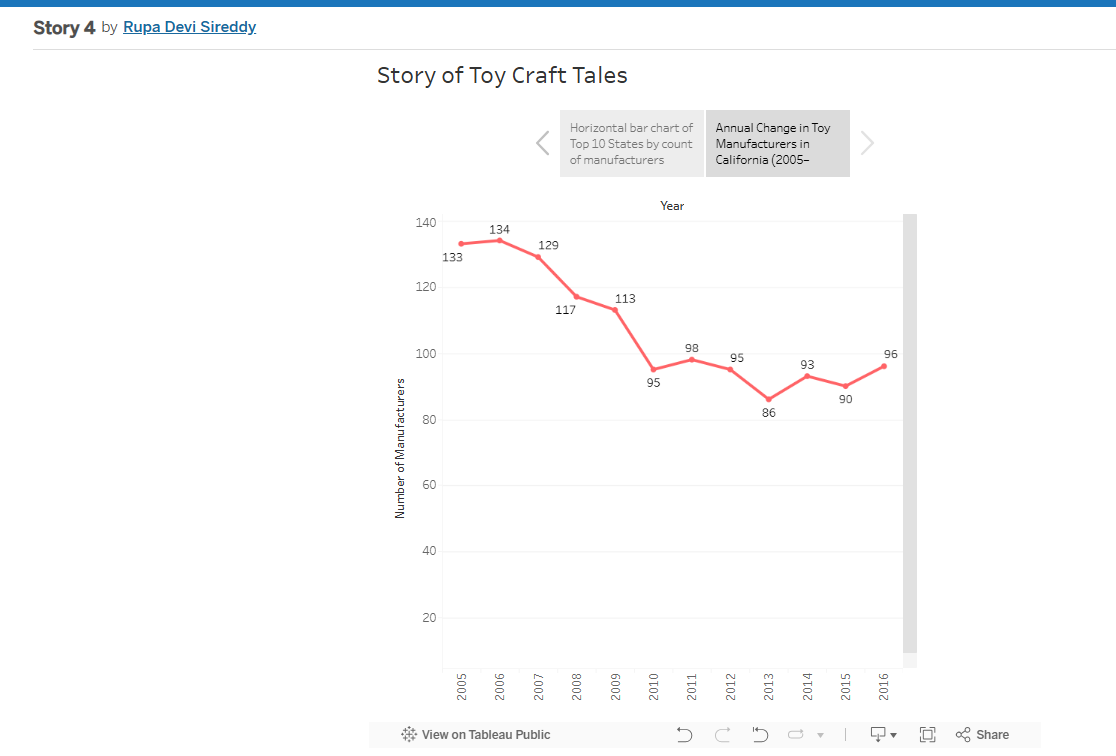 Story 4 by Rupa Devi Sireddy
Story of Toy Craft Tales
Horizontal bar chart of
Top 10 States by count
of manufacturers
Annual Change in Toy
Manufacturers in
California (2005–
Year
140
120
100
80
60
40
20
Number of Manufacturers
133
134
129
117
113
95
98
95
86
93
90
96
2005
2006
2007
2008
2009
2010
2011
2012
2013
2014
2015
2016
View on Tableau Public
Share